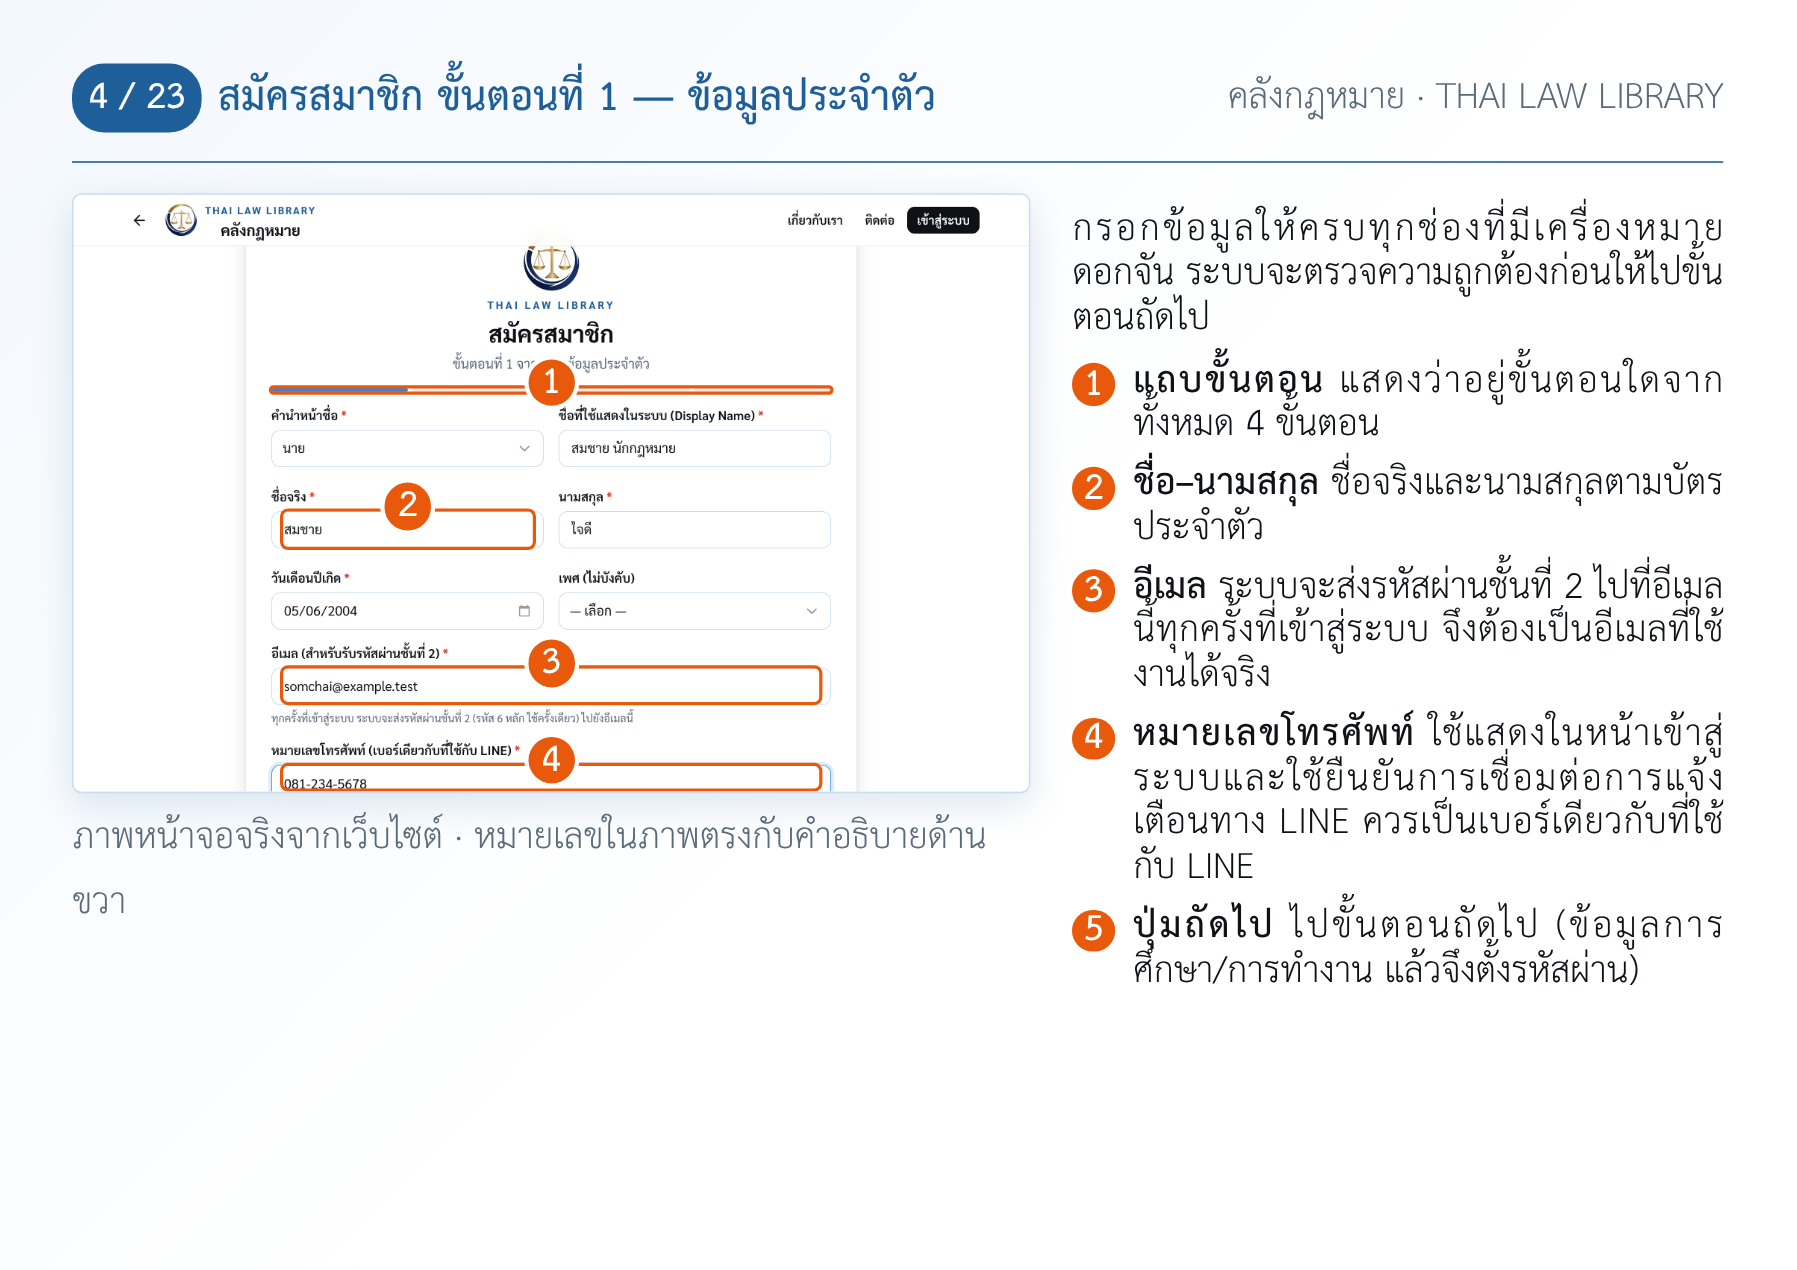 4 / 23 สมัครสมาชิก ขั้นตอนที่ 1 — ข้อมูลประจำตัว
คลังกฎหมาย · THAI LAW LIBRARY
THAI LAW LIBRARY
คลังกฎหมาย
เกี่ยวกับเรา ติดต่อ เข้าสู่ระบบ
THAI LAW LIBRARY
สมัครสมาชิก
ขั้นตอนที่ 1 ข้อมูลประจำตัว
1
คำนำหน้าชื่อ * ชื่อที่ใช้แสดงในระบบ (Display Name) *
นาย สมชาย นักกฎหมาย
ชื่อจริง * 2 นามสกุล *
สมชาย ใจดี
วันเดือนปีเกิด * เพศ (ไม่บังคับ)
05/06/2004 — เลือก —
อีเมล (สำหรับรับรหัสผ่านชั้นที่ 2) * 3
somchai@example.test
ทุกครั้งที่เข้าสู่ระบบ ระบบจะส่งรหัสผ่านชั้นที่ 2 (รหัส 6 หลัก ใช้ครั้งเดียว) ไปยังอีเมลนี้
หมายเลขโทรศัพท์ (เบอร์เดียวกับที่ใช้กับ LINE) * 4
081-234-5678
ภาพหน้าจอจริงจากเว็บไซต์ · หมายเลขในภาพตรงกับคำอธิบายด้าน
ขวา
กรอกข้อมูลให้ครบทุกช่องที่มีเครื่องหมาย
ดอกจัน ระบบจะตรวจความถูกต้องก่อนให้ไปขั้น
ตอนถัดไป
1 แถบขั้นตอน แสดงว่าอยู่ขั้นตอนใดจาก
ทั้งหมด 4 ขั้นตอน
2 ชื่อ–นามสกุล ชื่อจริงและนามสกุลตามบัตร
ประจำตัว
3 อีเมล ระบบจะส่งรหัสผ่านชั้นที่ 2 ไปที่อีเมล
นี้ทุกครั้งที่เข้าสู่ระบบ จึงต้องเป็นอีเมลที่ใช้
งานได้จริง
4 หมายเลขโทรศัพท์ ใช้แสดงในหน้าเข้าสู่
ระบบและใช้ยืนยันการเชื่อมต่อการแจ้ง
เตือนทาง LINE ควรเป็นเบอร์เดียวกับที่ใช้
กับ LINE
5 ปุ่มถัดไป ไปขั้นตอนถัดไป (ข้อมูลการ
ศึกษา/การทำงาน แล้วจึงตั้งรหัสผ่าน)